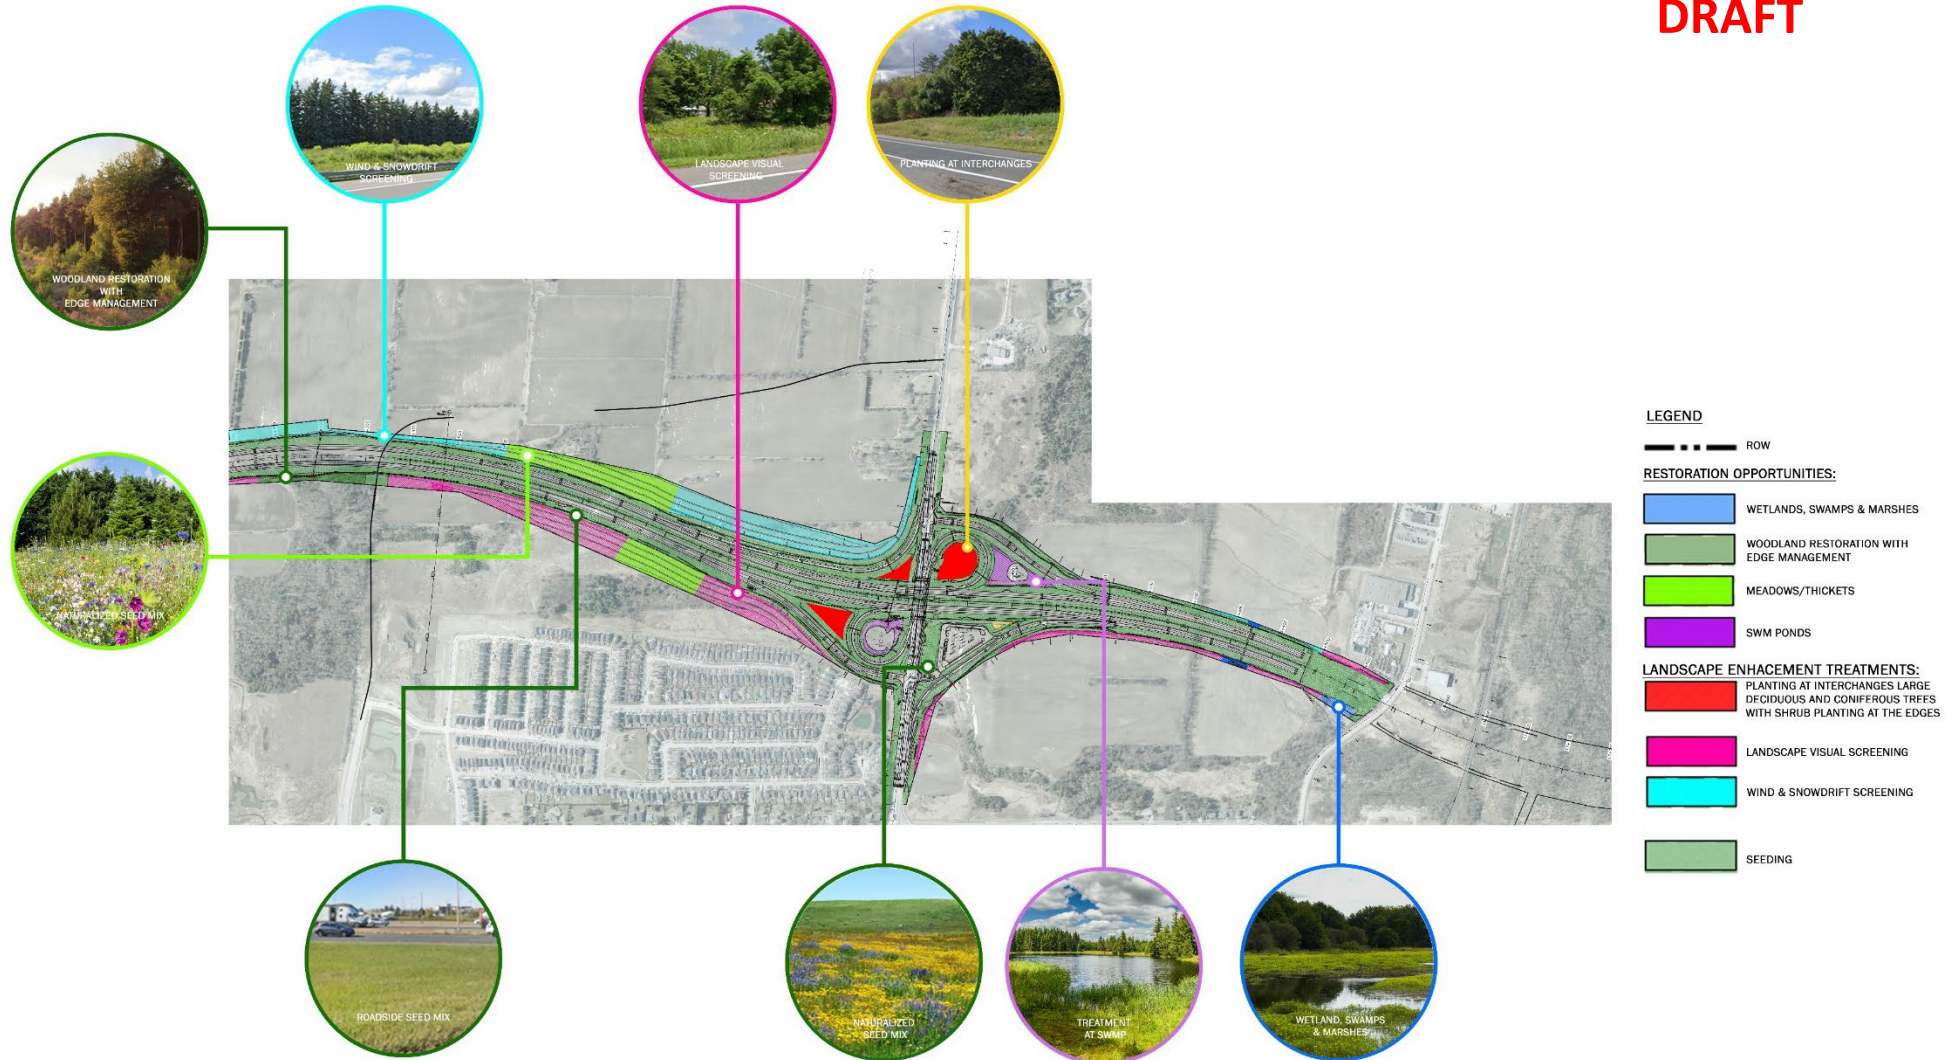 DRAFT
WIND & SNOWDRIFT
SCREENING
LANDSCAPE VISUAL
SCREENING
PLANTING AT INTERCHANGES
WOODLAND RESTORATION
WITH
EDGE MANAGEMENT
NATURALIZED SEED MIX
LEGEND
ROW
RESTORATION OPPORTUNITIES:
WETLANDS, SWAMPS & MARSHES
WOODLAND RESTORATION WITH
EDGE MANAGEMENT
MEADOWS/THICKETS
SWM PONDS
LANDSCAPE ENHACEMENT TREATMENTS:
PLANTING AT INTERCHANGES LARGE
DECIDUOUS AND CONIFEROUS TREES
WITH SHRUB PLANTING AT THE EDGES
LANDSCAPE VISUAL SCREENING
WIND & SNOWDRIFT SCREENING
SEEDING
ROADSIDE SEED MIX
NATURALIZED
SEED MIX
TREATMENT
AT SWMP
WETLAND, SWAMPS
& MARSHES